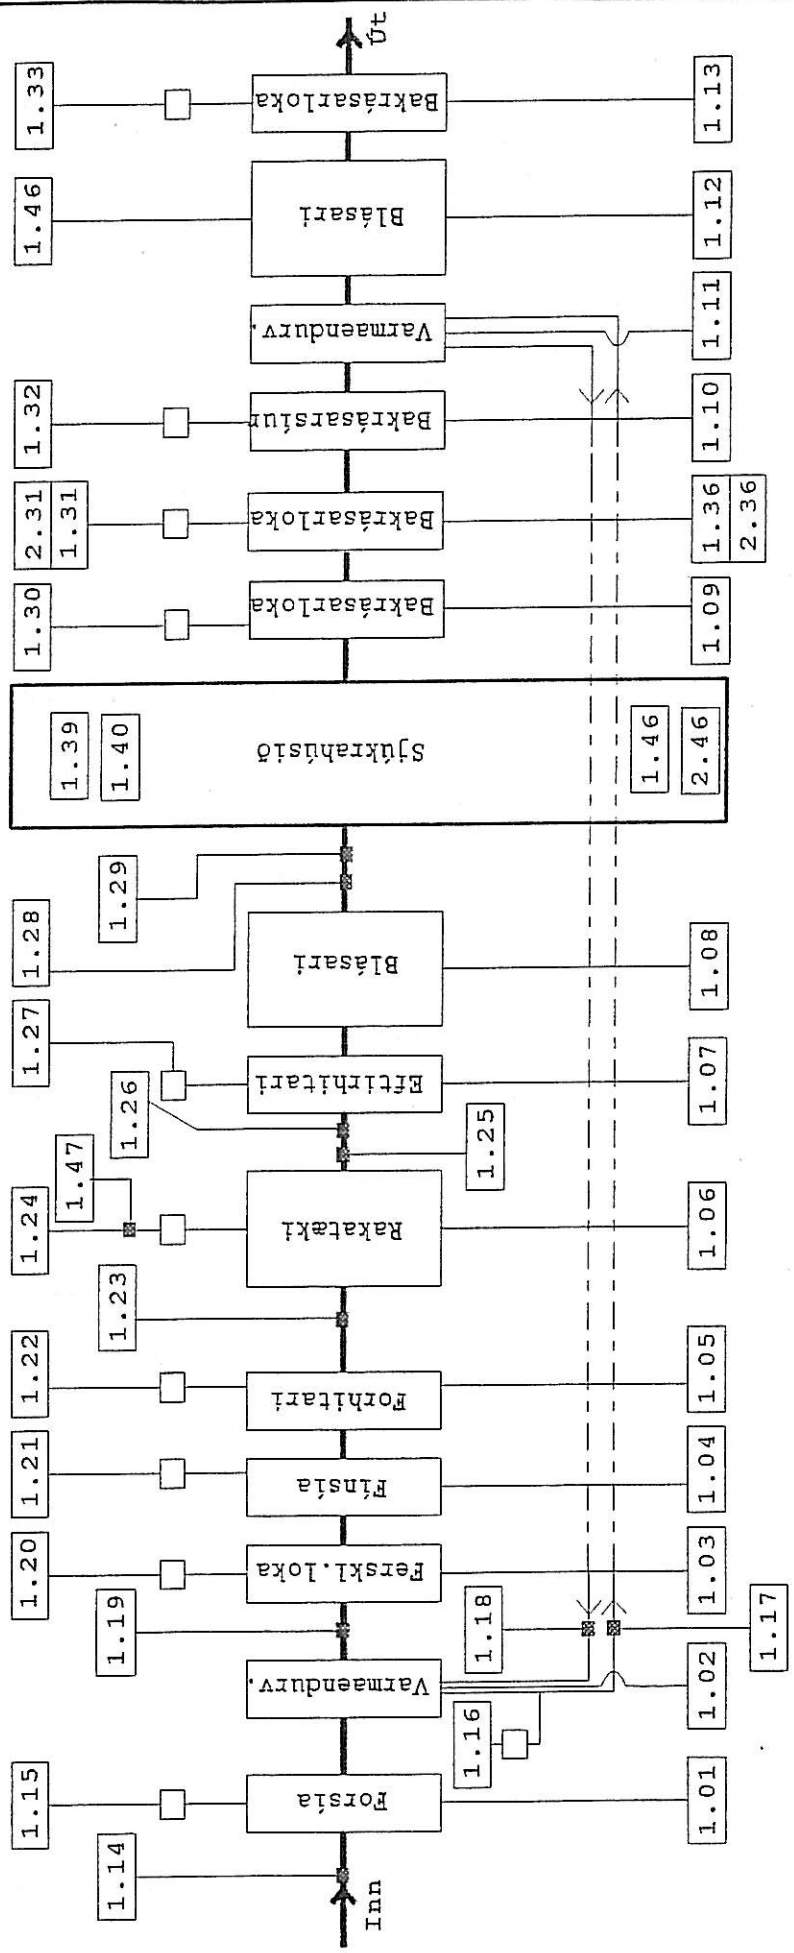 Inn
Forsía
Varmaendurv.
Ferskl.loka
Fínsía
Forhitari
Rakatæki
Eftirhitari
Blásari
Sjúkrahúsið
Bakrásarloka
Bakrásarloka
Bakrásarsíur
Varmaendurv.
Blásari
Bakrásarloka
Út
1.14
1.15
1.19
1.20
1.21
1.22
1.23
1.24
1.47
1.26
1.27
1.28
1.29
1.39
1.40
1.30
2.31
1.31
1.32
1.46
1.33
1.16
1.18
1.17
1.25
1.46
2.46
1.01
1.02
1.03
1.04
1.05
1.06
1.07
1.08
1.09
1.36
2.36
1.10
1.11
1.12
1.13